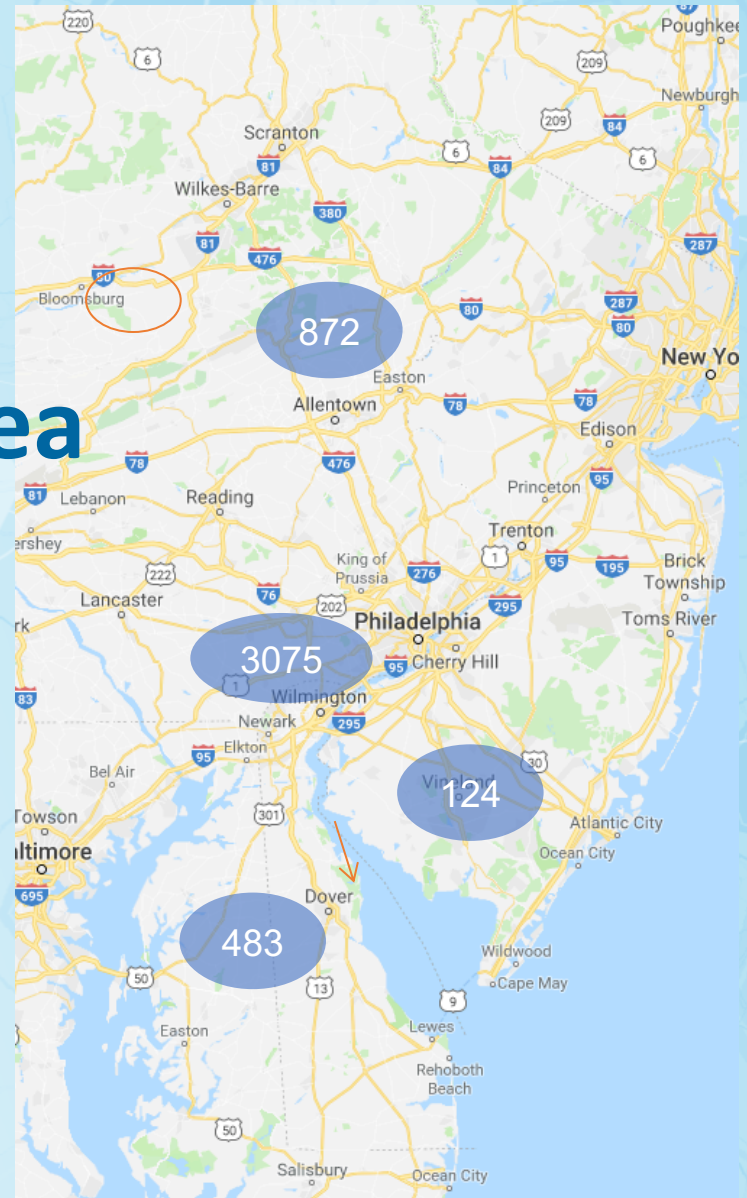 220
6
Poughkee
209
Newburgh
209
84
Scranton
6
6
81
84
Wilkes-Barre
380
81
476
287
80
Bloomsburg
80
287
872
80
New Yo
Easton
Allentown
78
78
ea
Edison
78
476
95
Princeton
81
Lebanon
Reading
Trenton
ershey
King of
Prussia
1
95
195
Brick
Township
222
276
Lancaster
76
202
295
Philadelphia
Toms River
rk
3075
95
Cherry Hill
1
83
Wilmington
Newark
295
95
Elkton
30
Bel Air
Vineland
124
Towson
301
Atlantic City
altimore
Ocean City
695
Dover
483
Wildwood
50
13
Cape May
9
Easton
Lewes
Rehoboth
Beach
50
Salisbury
Ocean City